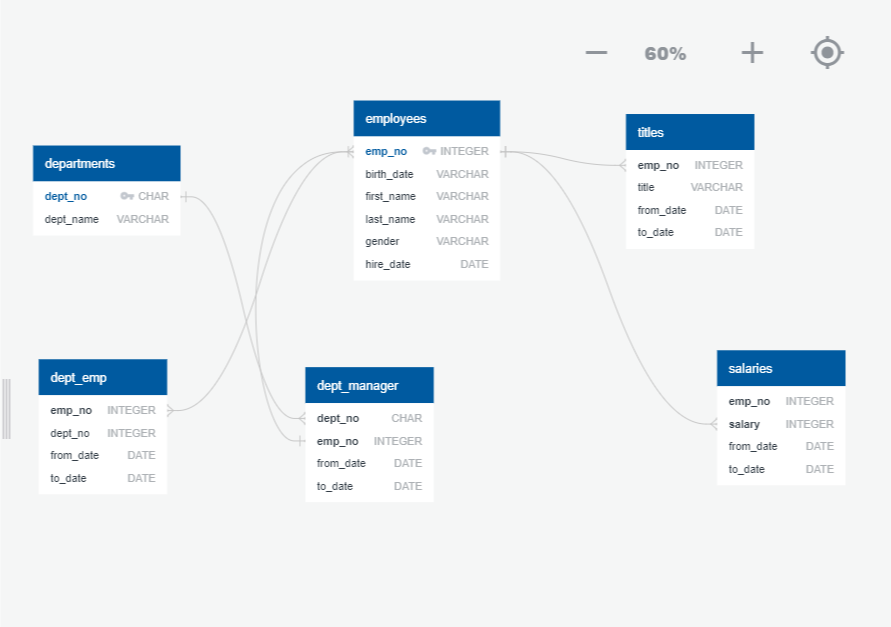 60%
employees
emp_no INTEGER
birth_date VARCHAR
first_name VARCHAR
last_name VARCHAR
gender VARCHAR
hire_date DATE
titles
emp_no INTEGER
title VARCHAR
from_date DATE
to_date DATE
departments
dept_no CHAR
dept_name VARCHAR
dept_emp
emp_no INTEGER
dept_no INTEGER
from_date DATE
to_date DATE
dept_manager
dept_no CHAR
emp_no INTEGER
from_date DATE
to_date DATE
salaries
emp_no INTEGER
salary INTEGER
from_date DATE
to_date DATE